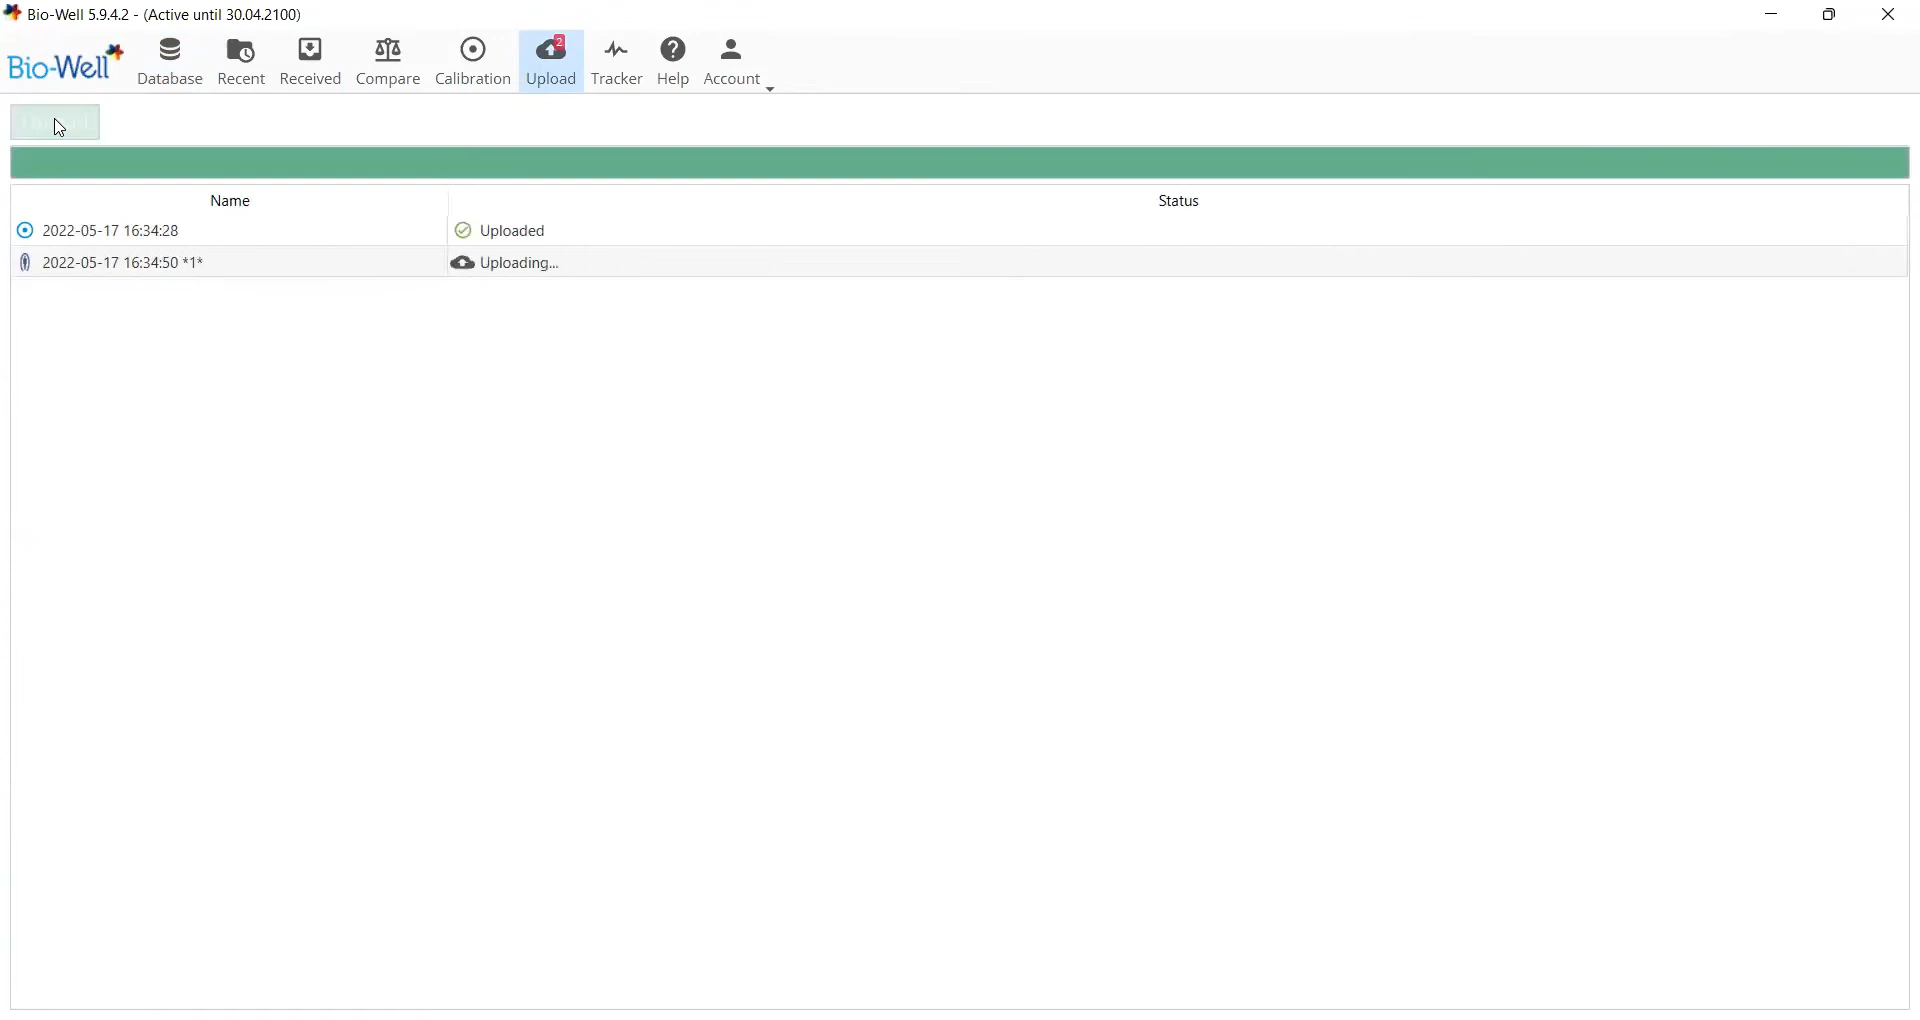 Bio-Well 5.9.4.2 - (Active until 30.04.2100)
Bio-Well
Database Recent Received Compare Calibration Upload 2 Tracker Help Account
Name Status
2022-05-17 16:34:28 Uploaded
2022-05-17 16:34:50 *1* Uploading...